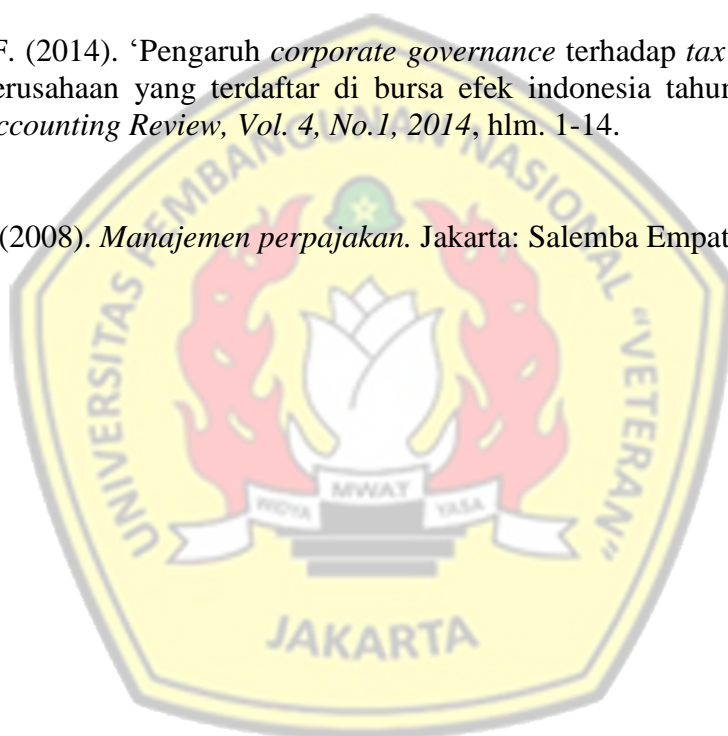 F. (2014). ‘Pengaruh corporate governance terhadap tax
erusahaan yang terdaftar di bursa efek indonesia tahun
ccounting Review, Vol. 4, No.1, 2014, hlm. 1-14.
(2008). Manajemen perpajakan. Jakarta: Salemba Empat
UNIVERSITAS PEMBANGUNAN NASIONAL "VETERAN"
WIDYA MWAT YASA
JAKARTA